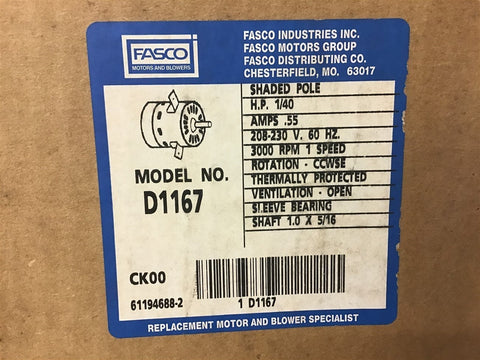 FASCO
MOTORS AND BLOWERS
FASCO INDUSTRIES INC.
FASCO MOTORS GROUP
FASCO DISTRIBUTING CO.
CHESTERFIELD, MO. 63017
MODEL NO.
D1167
SHADED POLE
H.P. 1/40
AMPS .55
208-230 V. 60 HZ.
3000 RPM 1 SPEED
ROTATION - CCWSE
THERMALLY PROTECTED
VENTILATION - OPEN
SLEEVE BEARING
SHAFT 1.0 X 5/16
CK00
61194688-2
1 D1167
REPLACEMENT MOTOR AND BLOWER SPECIALIST